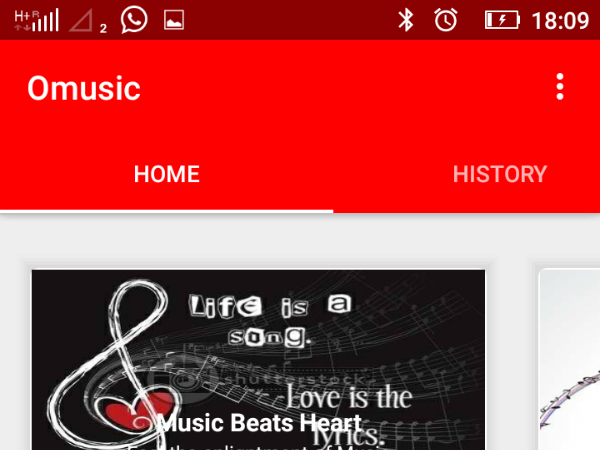 H+R 2 18:09
Omusic
HOME HISTORY
Life is a
song.
shutterstock
Love is the
Music Beats Heart
lyrics.